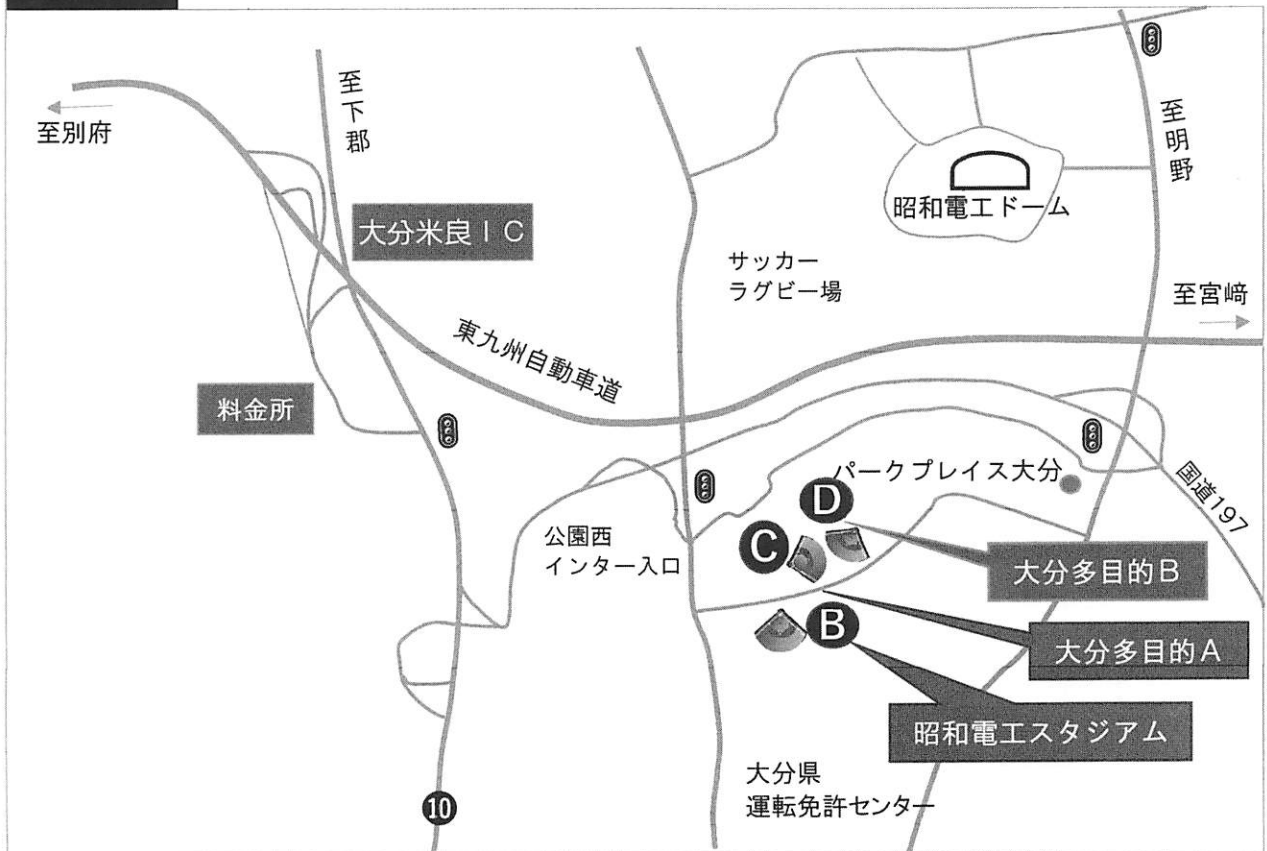 至別府
至下郡
至明野
昭和電工ドーム
大分米良IC
サッカー
ラグビー場
至宮﨑
東九州自動車道
料金所
パークプレイス大分
国道197
D
公園西
インター入口
C
大分多目的B
B
大分多目的A
昭和電工スタジアム
大分県
運転免許センター
10